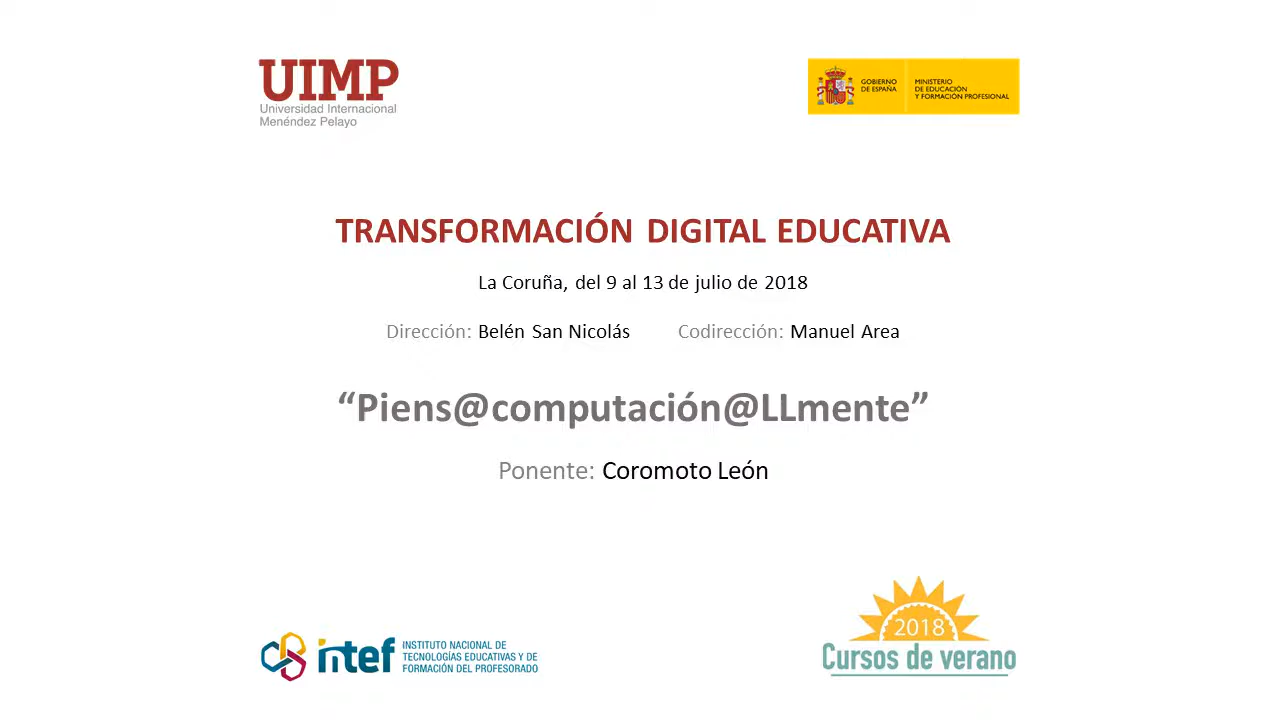 UIMP
Universidad Internacional
Menéndez Pelayo
GOBIERNO
DE ESPAÑA
MINISTERIO
DE EDUCACIÓN
Y FORMACIÓN PROFESIONAL
TRANSFORMACIÓN DIGITAL EDUCATIVA
La Coruña, del 9 al 13 de julio de 2018
Dirección: Belén San Nicolás Codirección: Manuel Area
“Piens@computación@LLmente”
Ponente: Coromoto León
intef
INSTITUTO NACIONAL DE
TECNOLOGÍAS EDUCATIVAS Y DE
FORMACIÓN DEL PROFESORADO
2018
Cursos de verano